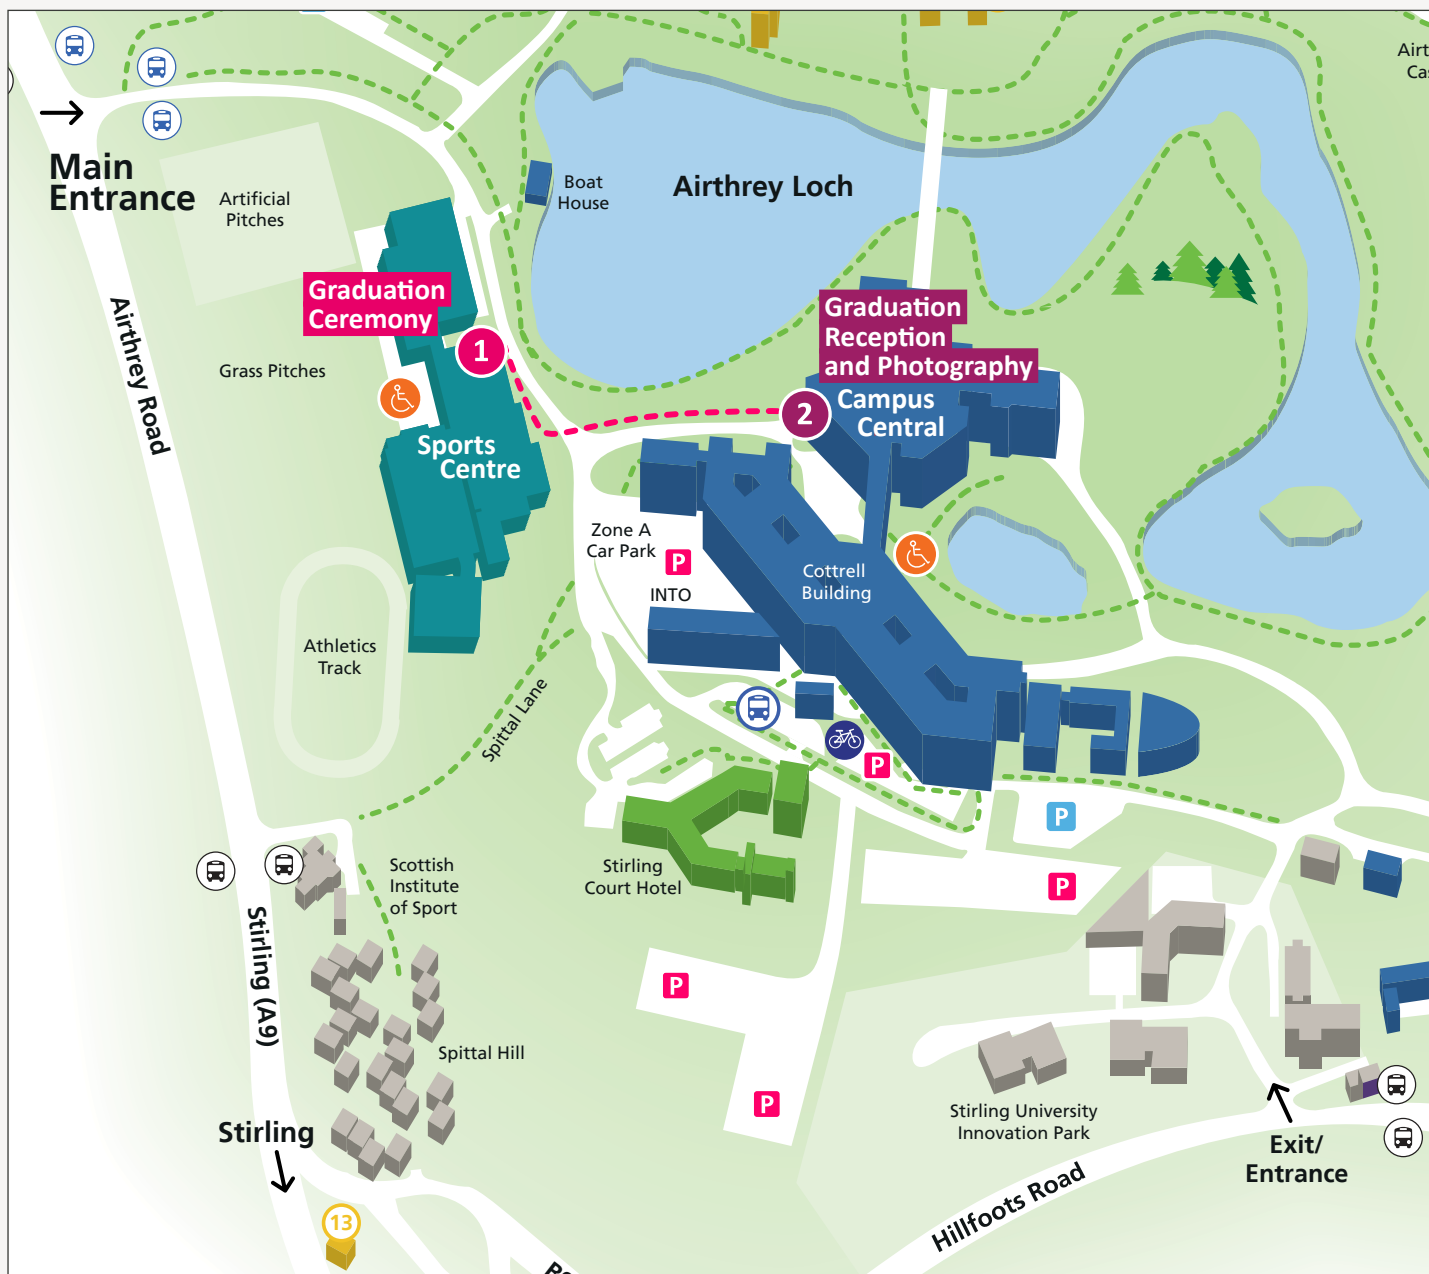 Airt
Cas
Main
Entrance
Artificial
Pitches
Boat
House
Airthrey Loch
Graduation
Ceremony
1
Graduation
Reception
and Photography
2
Campus
Central
Airthrey Road
Grass Pitches
Sports
Centre
Zone A
Car Park
P
INTO
Cottrell
Building
Athletics
Track
Spittal Lane
P
P
P
Stirling
Court Hotel
Scottish
Institute
of Sport
Stirling (A9)
P
Spittal Hill
P
Stirling University
Innovation Park
Stirling
Exit/
Entrance
Hillfoots Road
13